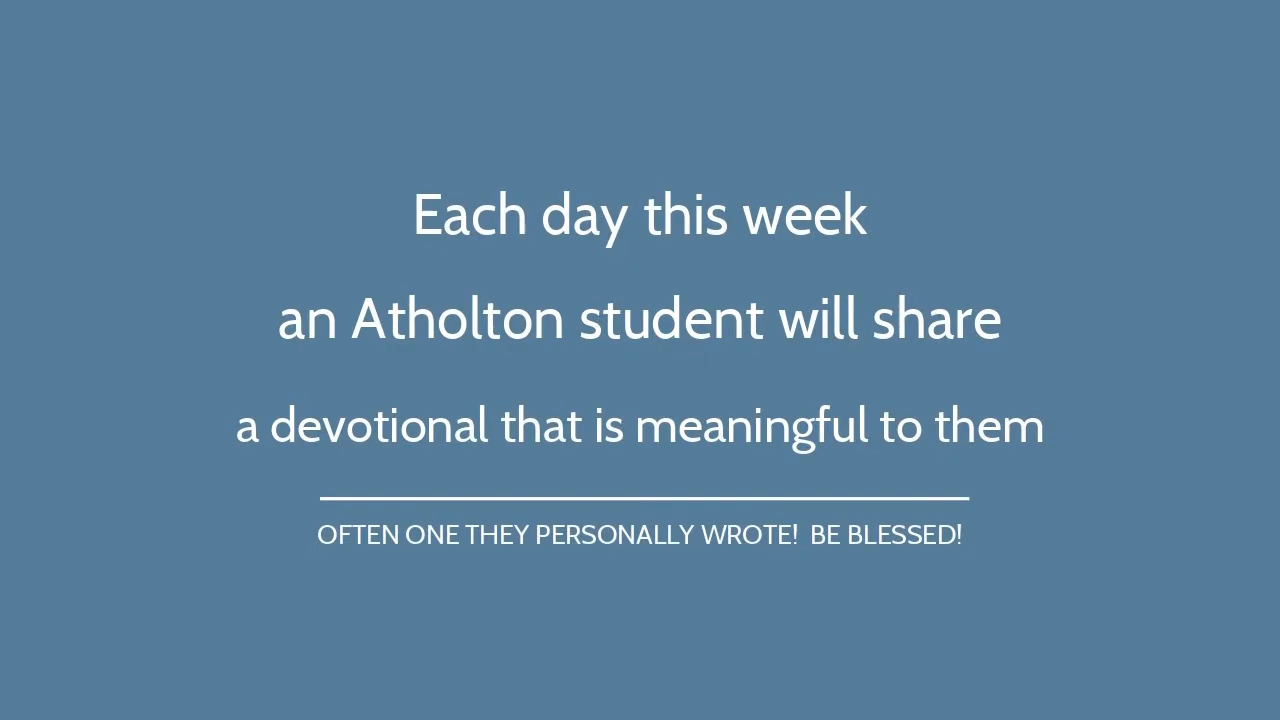 Each day this week
an Atholton student will share
a devotional that is meaningful to them
OFTEN ONE THEY PERSONALLY WROTE!  BE BLESSED!